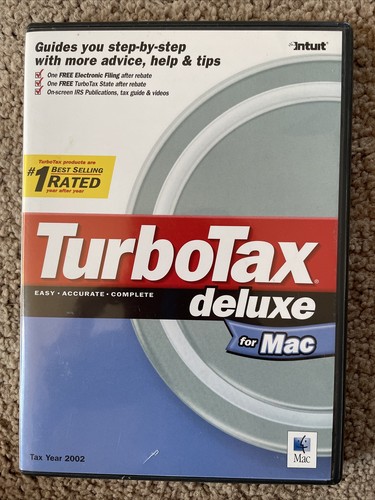 Guides you step-by-step
with more advice, help & tips
Intuit
One FREE Electronic Filing after rebate
One FREE TurboTax State after rebate
On-screen IRS Publications, tax guide & videos
TurboTax products are
#1 BEST SELLING
RATED
year after year
TurboTax®
EASY • ACCURATE • COMPLETE
deluxe
for Mac
Tax Year 2002
Mac